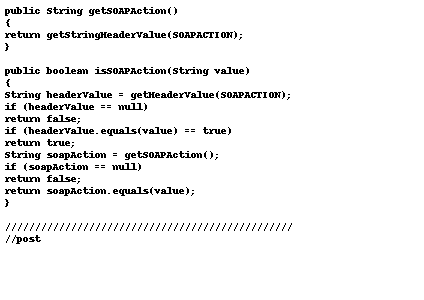 public String getSOAPAction()
{
return getStringHeaderValue(SOAPACTION);
}

public boolean isSOAPAction(String value)
{
String headerValue = getHeaderValue(SOAPACTION);
if (headerValue == null)
return false;
if (headerValue.equals(value) == true)
return true;
String soapAction = getSOAPAction();
if (soapAction == null)
return false;
return soapAction.equals(value);
}

////////////////////////////////////////////////
//post